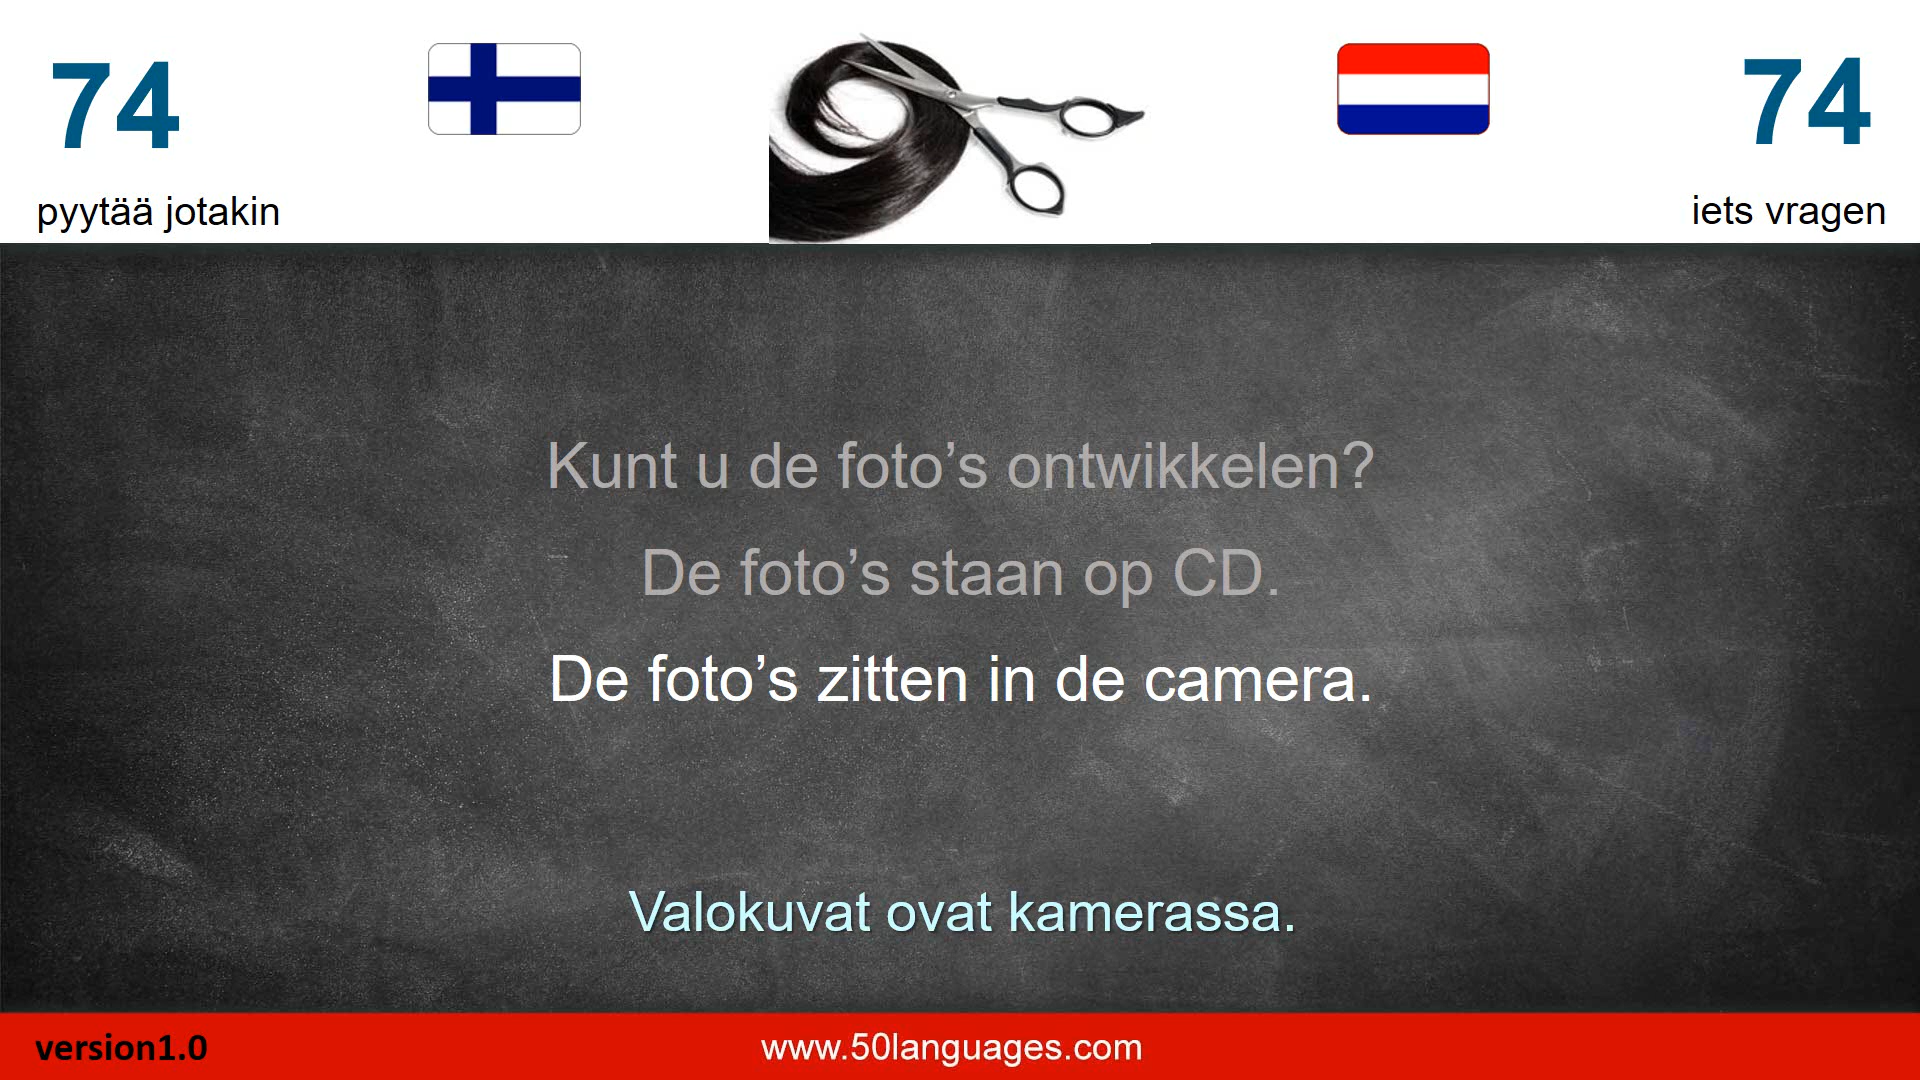 74
74
pyytää jotakin
iets vragen
Kunt u de foto’s ontwikkelen?
De foto’s staan op CD.
De foto’s zitten in de camera.
Valokuvat ovat kamerassa.
version1.0
www.50languages.com